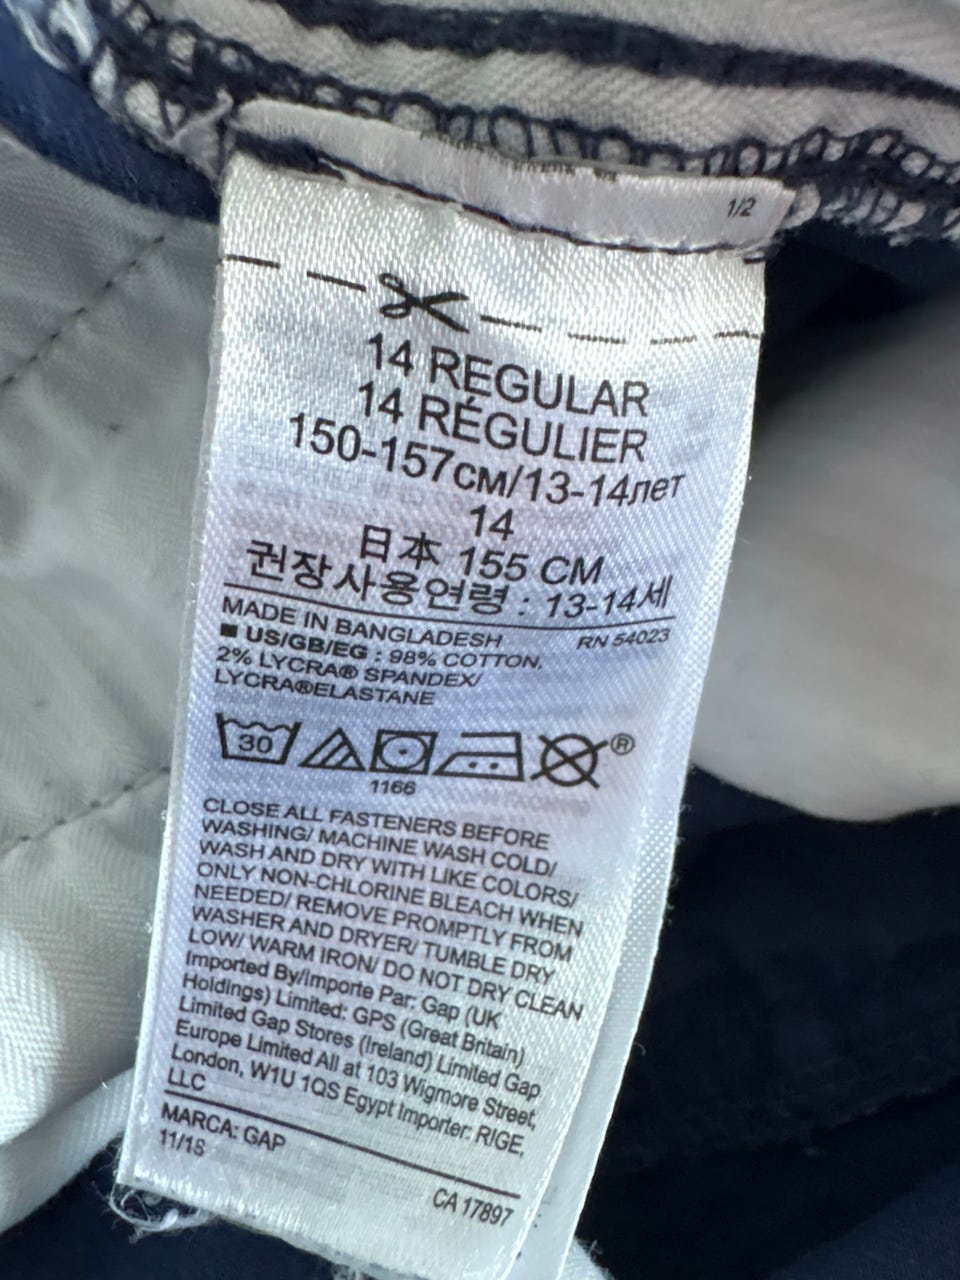 1/2
14 REGULAR
14 RÉGULIER
150-157см/13-14лет
14
日本 155 CM
권장사용연령 : 13-14세
MADE IN BANGLADESH RN 54023
■ US/GB/EG : 98% COTTON,
2% LYCRA® SPANDEX/
LYCRA®ELASTANE
30
®
1166
CLOSE ALL FASTENERS BEFORE
WASHING/ MACHINE WASH COLD/
WASH AND DRY WITH LIKE COLORS/
ONLY NON-CHLORINE BLEACH WHEN
NEEDED/ REMOVE PROMPTLY FROM
WASHER AND DRYER/ TUMBLE DRY
LOW/ WARM IRON/ DO NOT DRY CLEAN
Imported By/Importe Par: Gap (UK
Holdings) Limited: GPS (Great Britain)
Limited Gap Stores (Ireland) Limited Gap
Europe Limited All at 103 Wigmore Street,
London, W1U 1QS Egypt Importer: RIGE,
LLC
MARCA: GAP
11/18
CA 17897